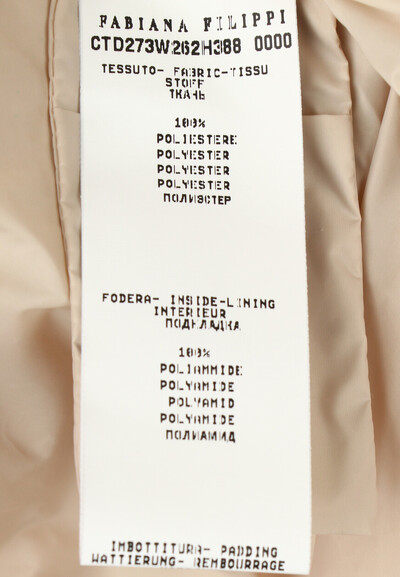 FABIANA FILIPPI
CTD273W262H388 0000
TESSUTO- FABRIC-TISSU
STOFF
ТКАНЬ
100%
POLIESTERE
POLYESTER
POLYESTER
POLYESTER
ПОЛИЭСТЕР
FODERA- INSIDE-LINING
INTERIEUR
ПОДКЛАДКА
100%
POLIAMMIDE
POLYAMIDE
POLYAMID
POLYAMIDE
ПОЛИАМИД
IMBOTTITURA- PADDING
WATTIERUNG- REMBOURRAGE